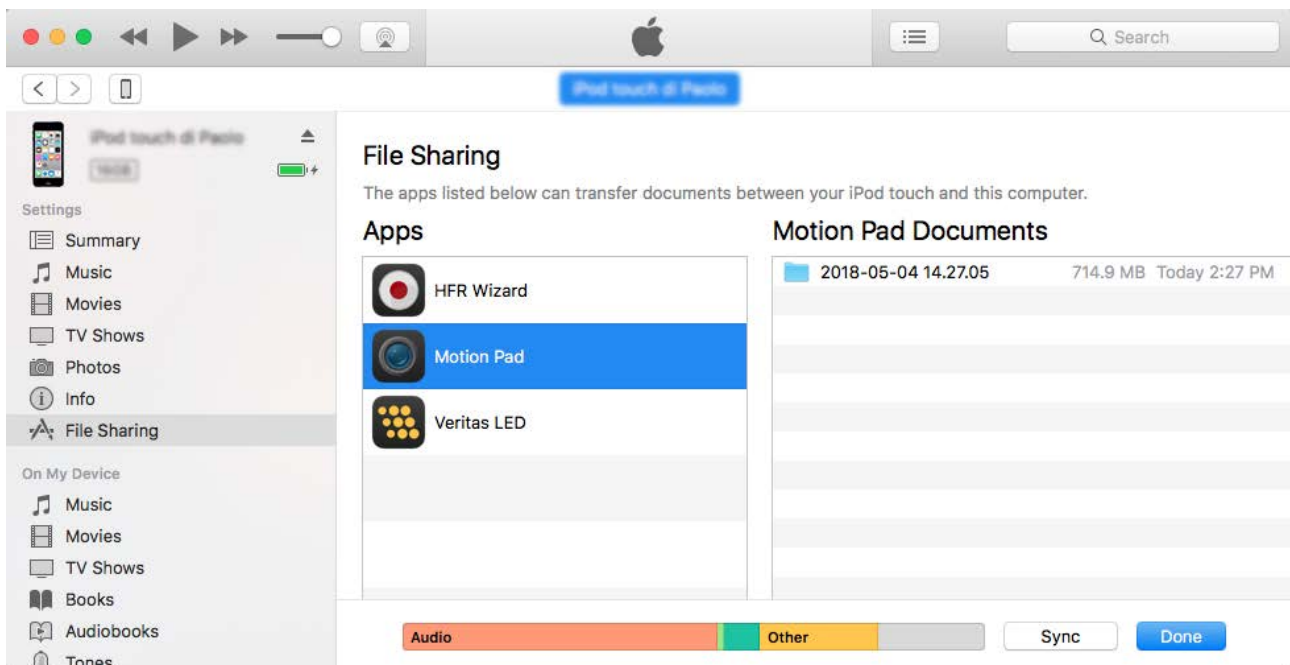 Search
File Sharing
The apps listed below can transfer documents between your iPod touch and this computer.
Settings
Summary
Music
Movies
TV Shows
Photos
Info
File Sharing
On My Device
Music
Movies
TV Shows
Books
Audiobooks
Tones
Apps
HFR Wizard
Motion Pad
Veritas LED
Motion Pad Documents
2018-05-04 14.27.05 714.9 MB Today 2:27 PM
Audio Other
Sync Done